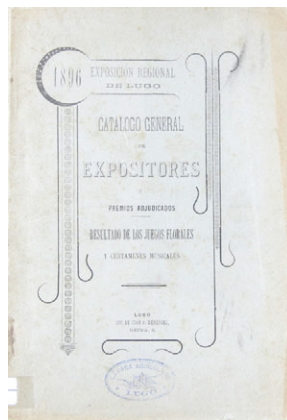 1896
EXPOSICION REGIONAL
DE LUGO
CATALOGO GENERAL
DE
EXPOSITORES
Y
PREMIOS ADJUDICADOS
RESULTADO DE LOS JUEGOS FLORALES
Y CERTAMENES MUSICALES
LUGO
LUGO